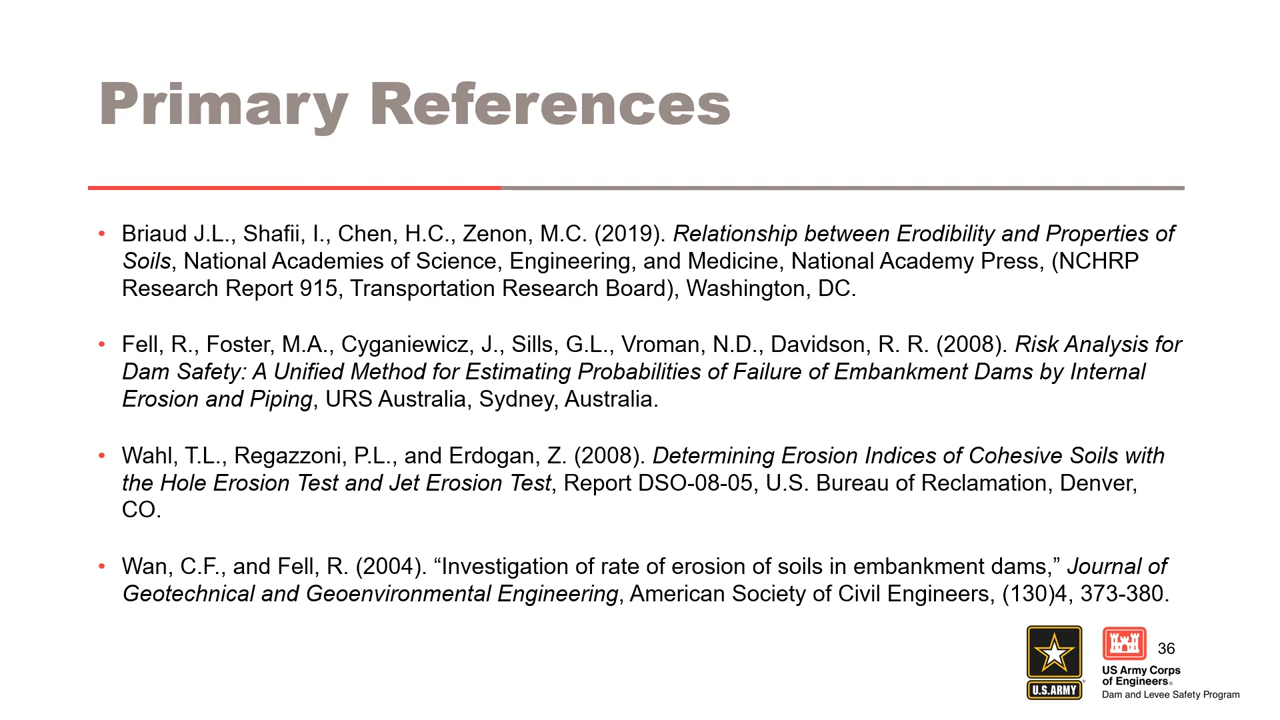 Primary References
• Briaud J.L., Shafii, I., Chen, H.C., Zenon, M.C. (2019). Relationship between Erodibility and Properties of
Soils, National Academies of Science, Engineering, and Medicine, National Academy Press, (NCHRP
Research Report 915, Transportation Research Board), Washington, DC.
• Fell, R., Foster, M.A., Cyganiewicz, J., Sills, G.L., Vroman, N.D., Davidson, R. R. (2008). Risk Analysis for
Dam Safety: A Unified Method for Estimating Probabilities of Failure of Embankment Dams by Internal
Erosion and Piping, URS Australia, Sydney, Australia.
• Wahl, T.L., Regazzoni, P.L., and Erdogan, Z. (2008). Determining Erosion Indices of Cohesive Soils with
the Hole Erosion Test and Jet Erosion Test, Report DSO-08-05, U.S. Bureau of Reclamation, Denver,
CO.
• Wan, C.F., and Fell, R. (2004). “Investigation of rate of erosion of soils in embankment dams,” Journal of
Geotechnical and Geoenvironmental Engineering, American Society of Civil Engineers, (130)4, 373-380.
36
U.S.ARMY
US Army Corps
of Engineers®
Dam and Levee Safety Program